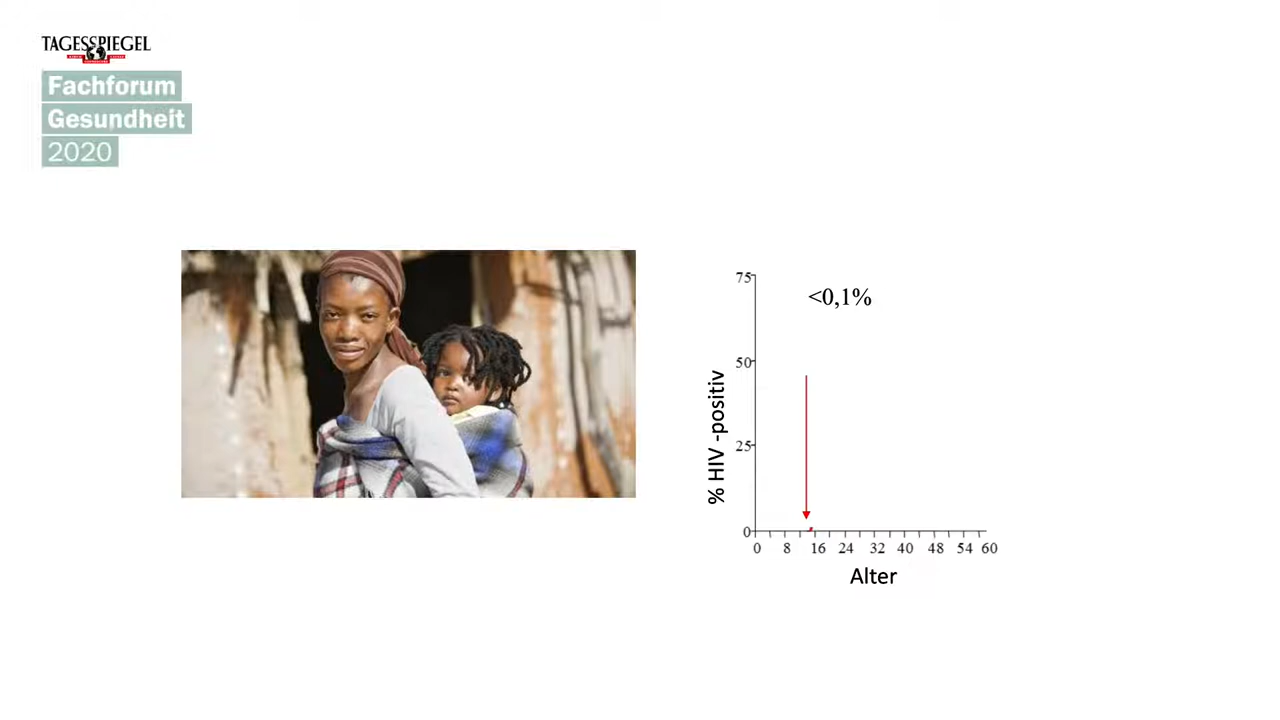 TAGESSPIEGEL
Fachforum
Gesundheit
2020
<0,1%
75
50
25
0
% HIV -positiv
0 8 16 24 32 40 48 54 60
Alter